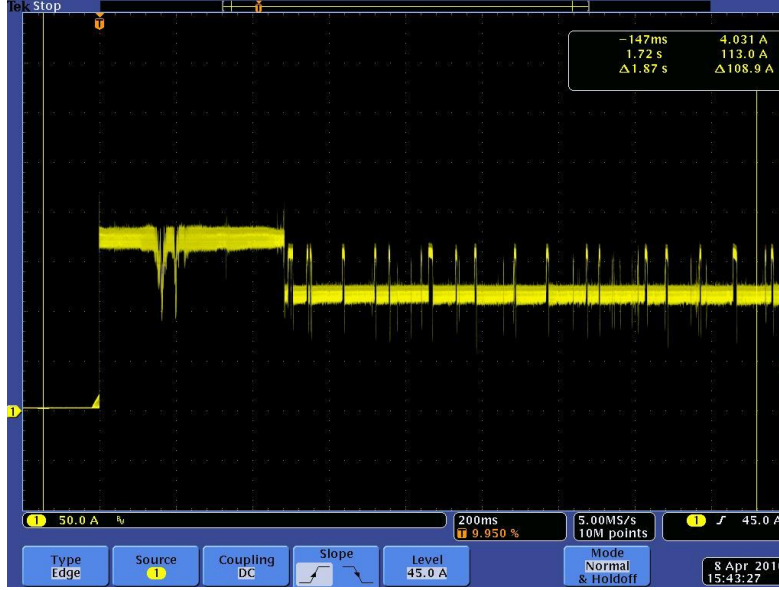 Tek Stop
T
T
−147ms 4.031 A
1.72 s 113.0 A
Δ1.87 s Δ108.9 A
1
1 50.0 A
200ms
T 9.950 %
5.00MS/s
10M points
1 45.0 A
Type
Edge
Source
1
Coupling
DC
Slope
Level
45.0 A
Mode
Normal
& Holdoff
8 Apr 201
15:43:27